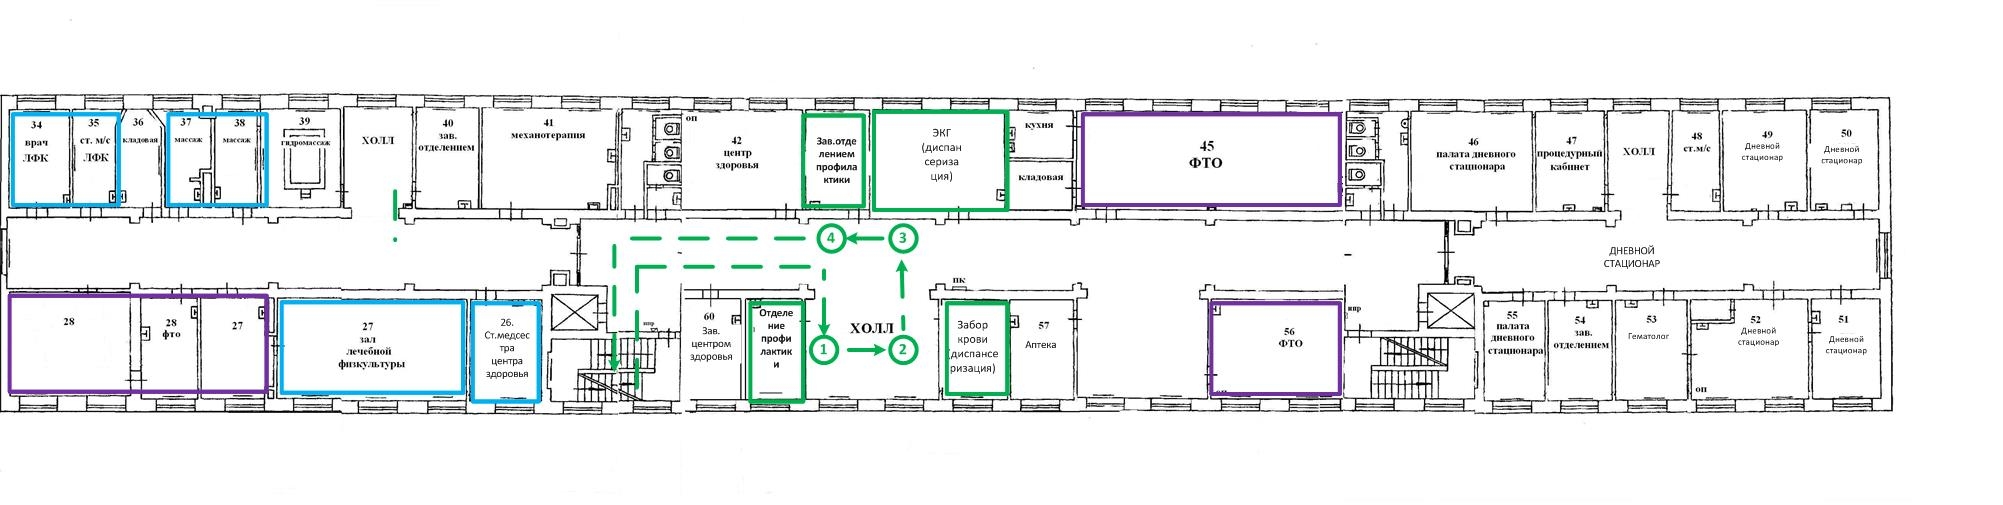 34
врач
ЛФК
35
ст. м/с
ЛФК
36
кладовая
37
массаж
38
массаж
39
гидромассаж
ХОЛЛ
40
зав.
отделением
41
механотерапия
оп
42
центр
здоровья
Зав.отде
лением
профила
ктики
ЭКГ
(диспан
сериза
ция)
кухня
кладовая
45
ФТО
46
палата дневного
стационара
47
процедурный
кабинет
ХОЛЛ
48
ст.м/с
49
Дневной
стационар
50
Дневной
стационар
4
3
ДНЕВНОЙ
СТАЦИОНАР
пк
28
28
фто
27
27
зал
лечебной
физкультуры
26.
Ст.медсес
тра
центра
здоровья
60
Зав.
центром
здоровья
Отделе
ние
профи
лактик
и
ХОЛЛ
1
2
Забор
крови
(диспансе
ризация)
57
Аптека
56
ФТО
оп
55
палата
дневного
стационара
54
зав.
отделением
53
Гематолог
52
Дневной
стационар
оп
51
Дневной
стационар